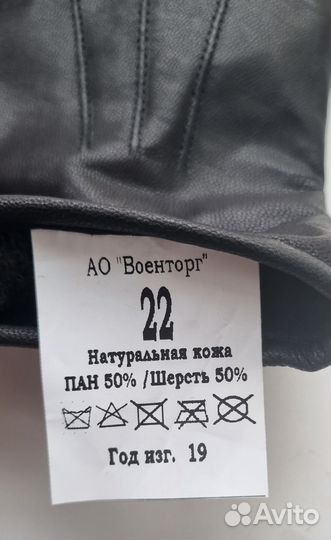 АО "Военторг"
22
Натуральная кожа
ПАН 50% /Шерсть 50%
Год изг. 19
Avito